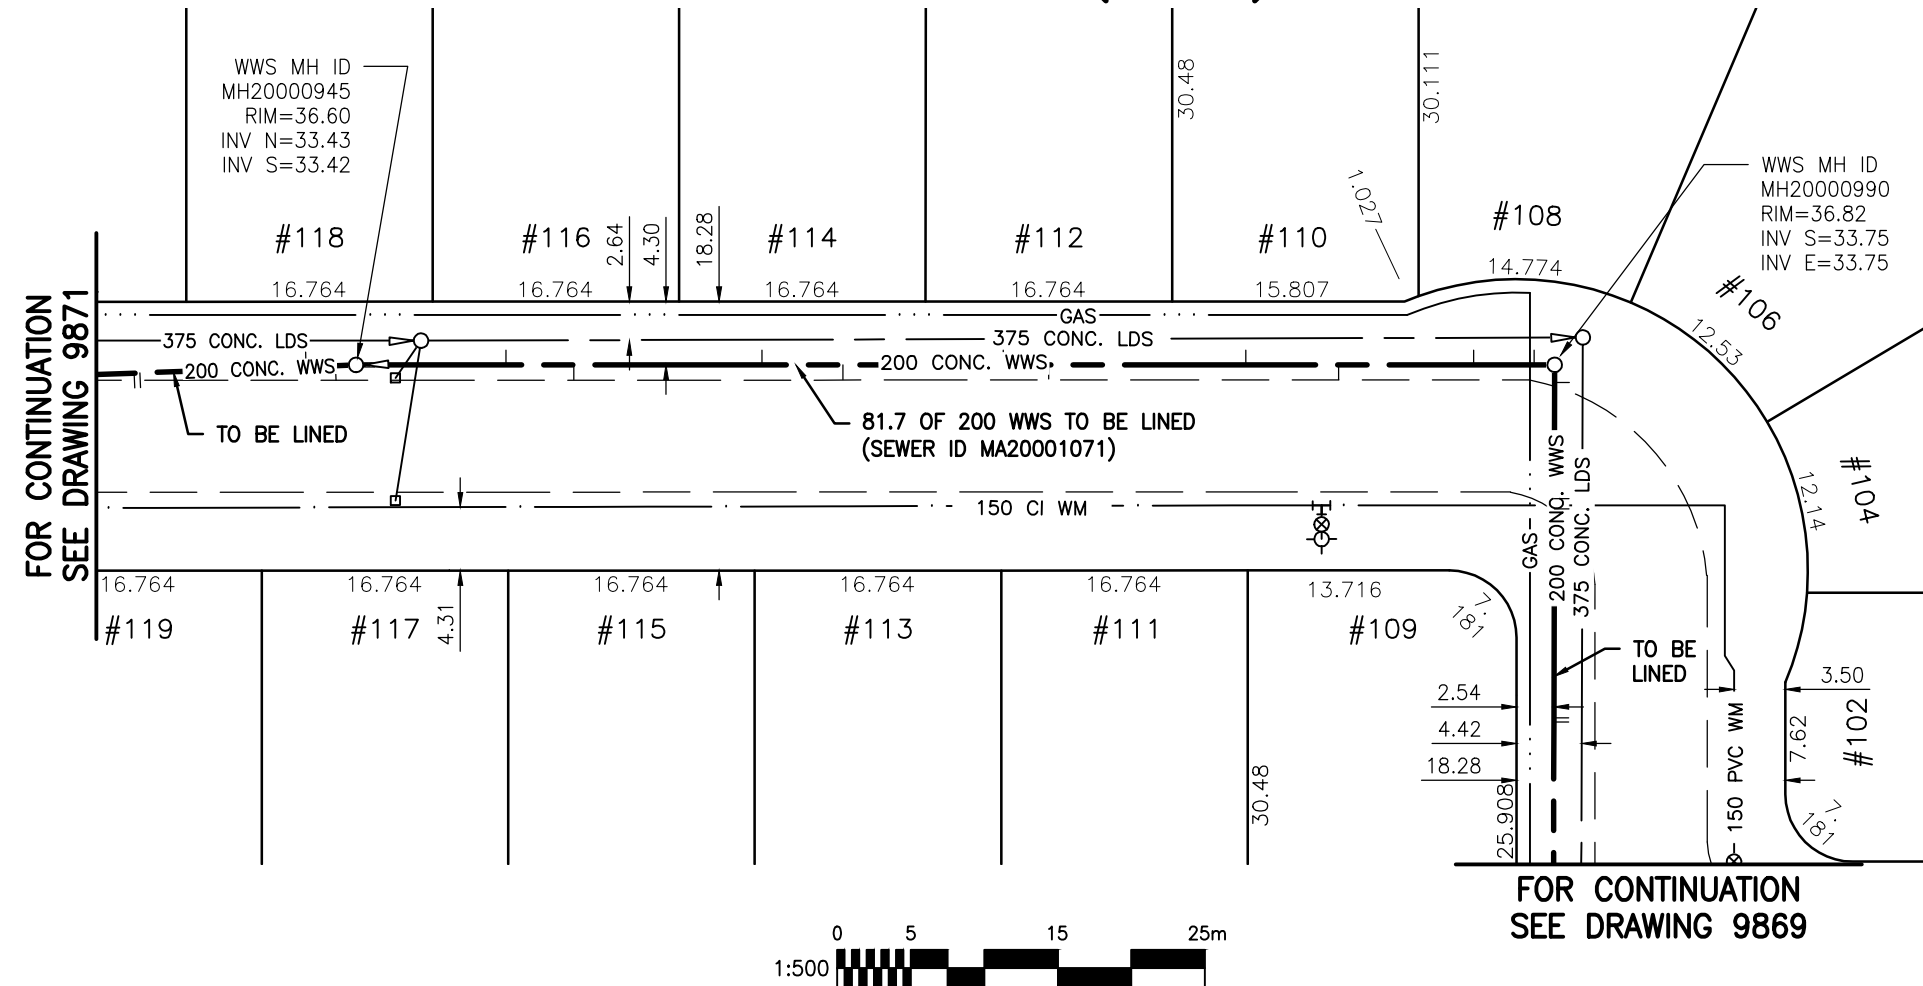 WWS MH ID
MH20000945
RIM=36.60
INV N=33.43
INV S=33.42
30.48
30.111
1.027
WWS MH ID
MH20000990
RIM=36.82
INV S=33.75
INV E=33.75
#118
#116
2.64
4.30
18.28
#114
#112
#110
#108
16.764
16.764
16.764
16.764
15.807
14.774
#106
12.53
FOR CONTINUATION
SEE DRAWING 9871
GAS
375 CONC. LDS
375 CONC. LDS
200 CONC. WWS
200 CONC. WWS
TO BE LINED
81.7 OF 200 WWS TO BE LINED
(SEWER ID MA20001071)
#104
12.14
150 CI WM
GAS
200 CONC. WWS
375 CONC. LDS
16.764
16.764
16.764
16.764
16.764
13.716
7.
181
#119
#117
4.31
#115
#113
#111
#109
TO BE
LINED
3.50
2.54
4.42
18.28
#102
7.62
30.48
25.908
150 PVC WM
7.
181
FOR CONTINUATION
SEE DRAWING 9869
0 5 15 25m
1:500